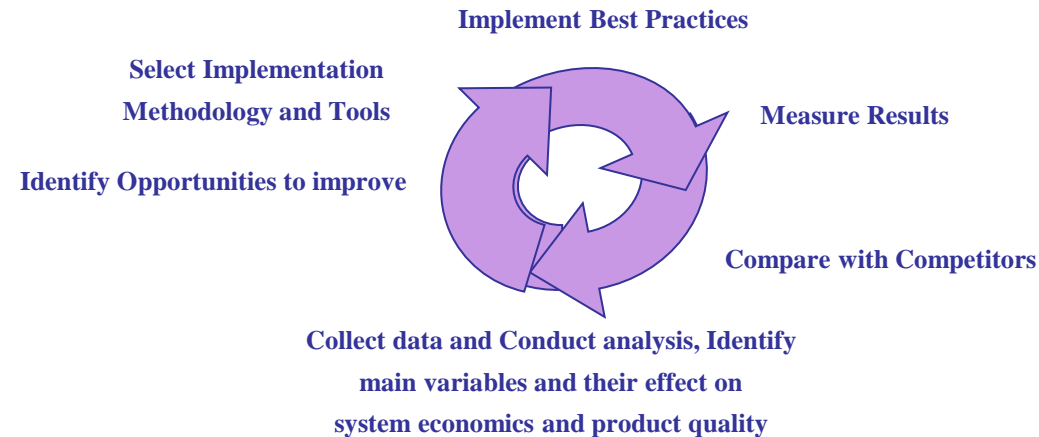 Implement Best Practices
Select Implementation
Methodology and Tools
Measure Results
Identify Opportunities to improve
Compare with Competitors
Collect data and Conduct analysis, Identify
main variables and their effect on
system economics and product quality